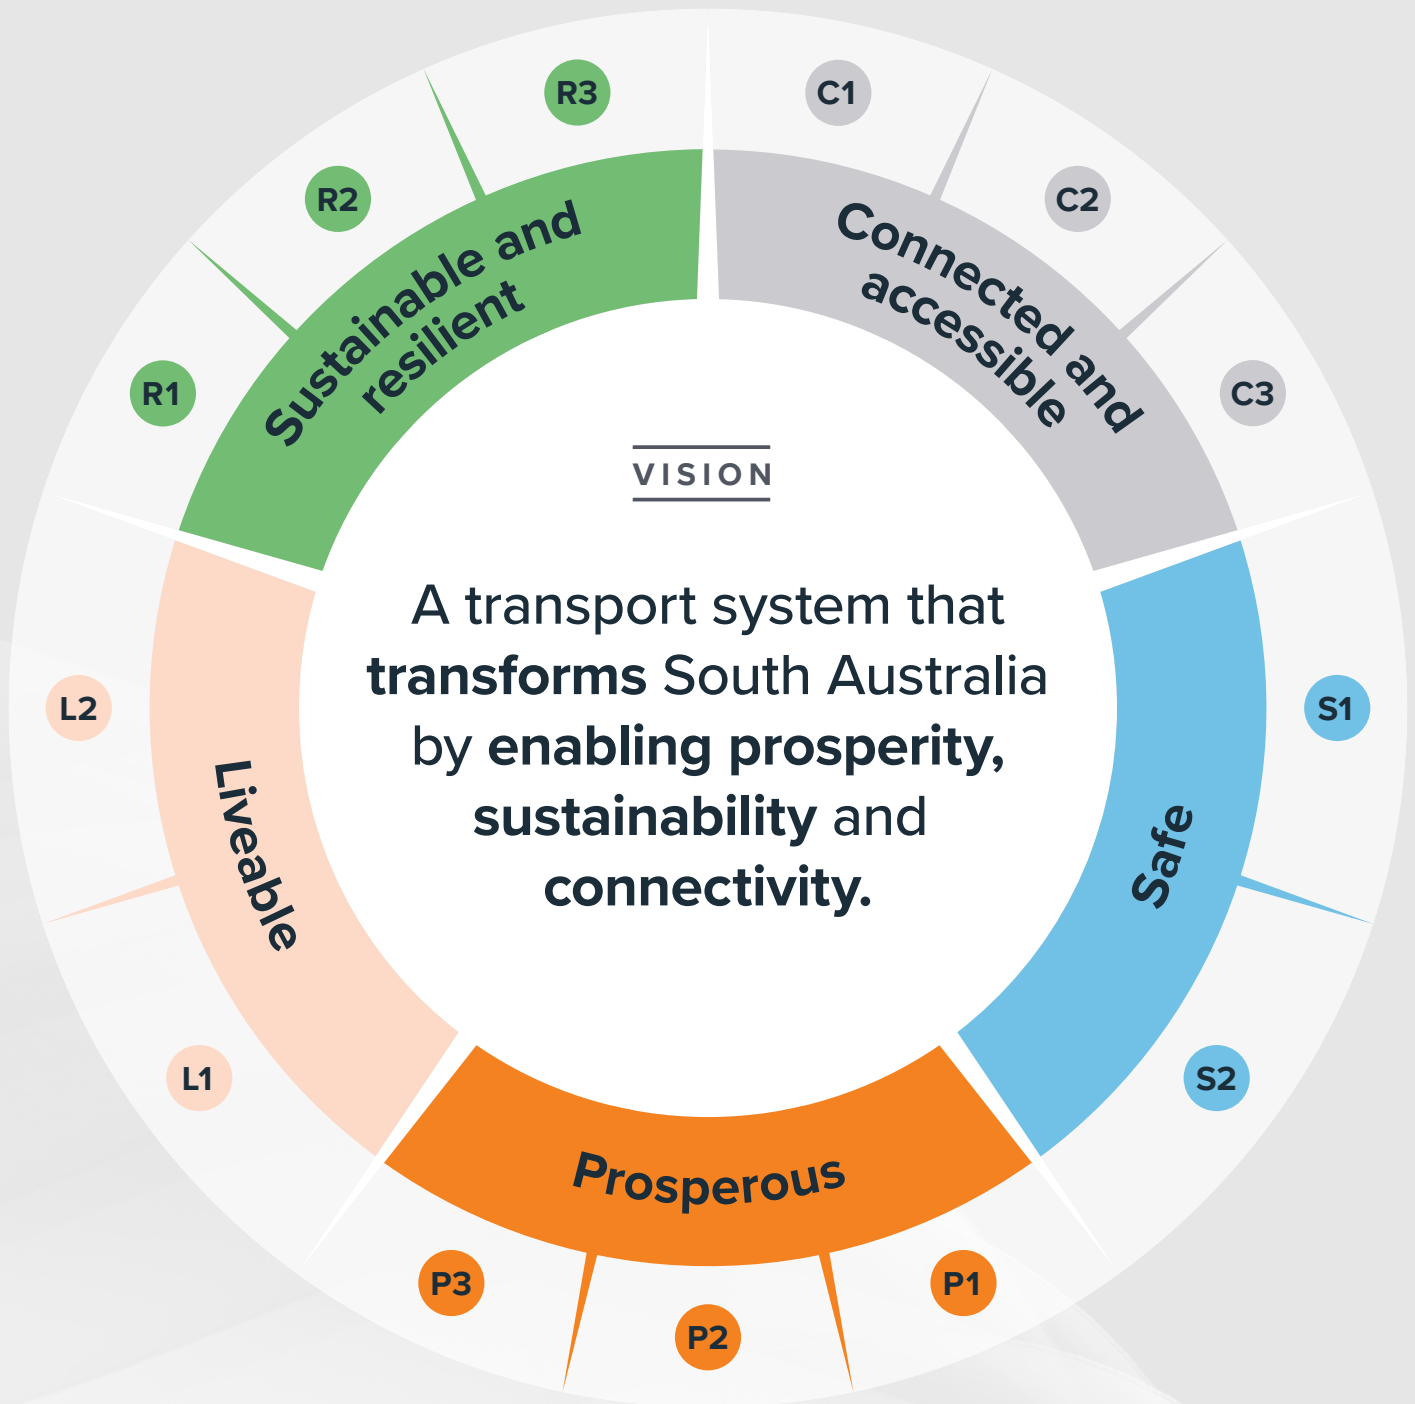 VISION
A transport system that
transforms South Australia
by enabling prosperity,
sustainability and
connectivity.
Connected and
accessible
C1
C2
C3
Safe
S1
S2
Prosperous
P1
P2
P3
Liveable
L1
L2
Sustainable and
resilient
R1
R2
R3